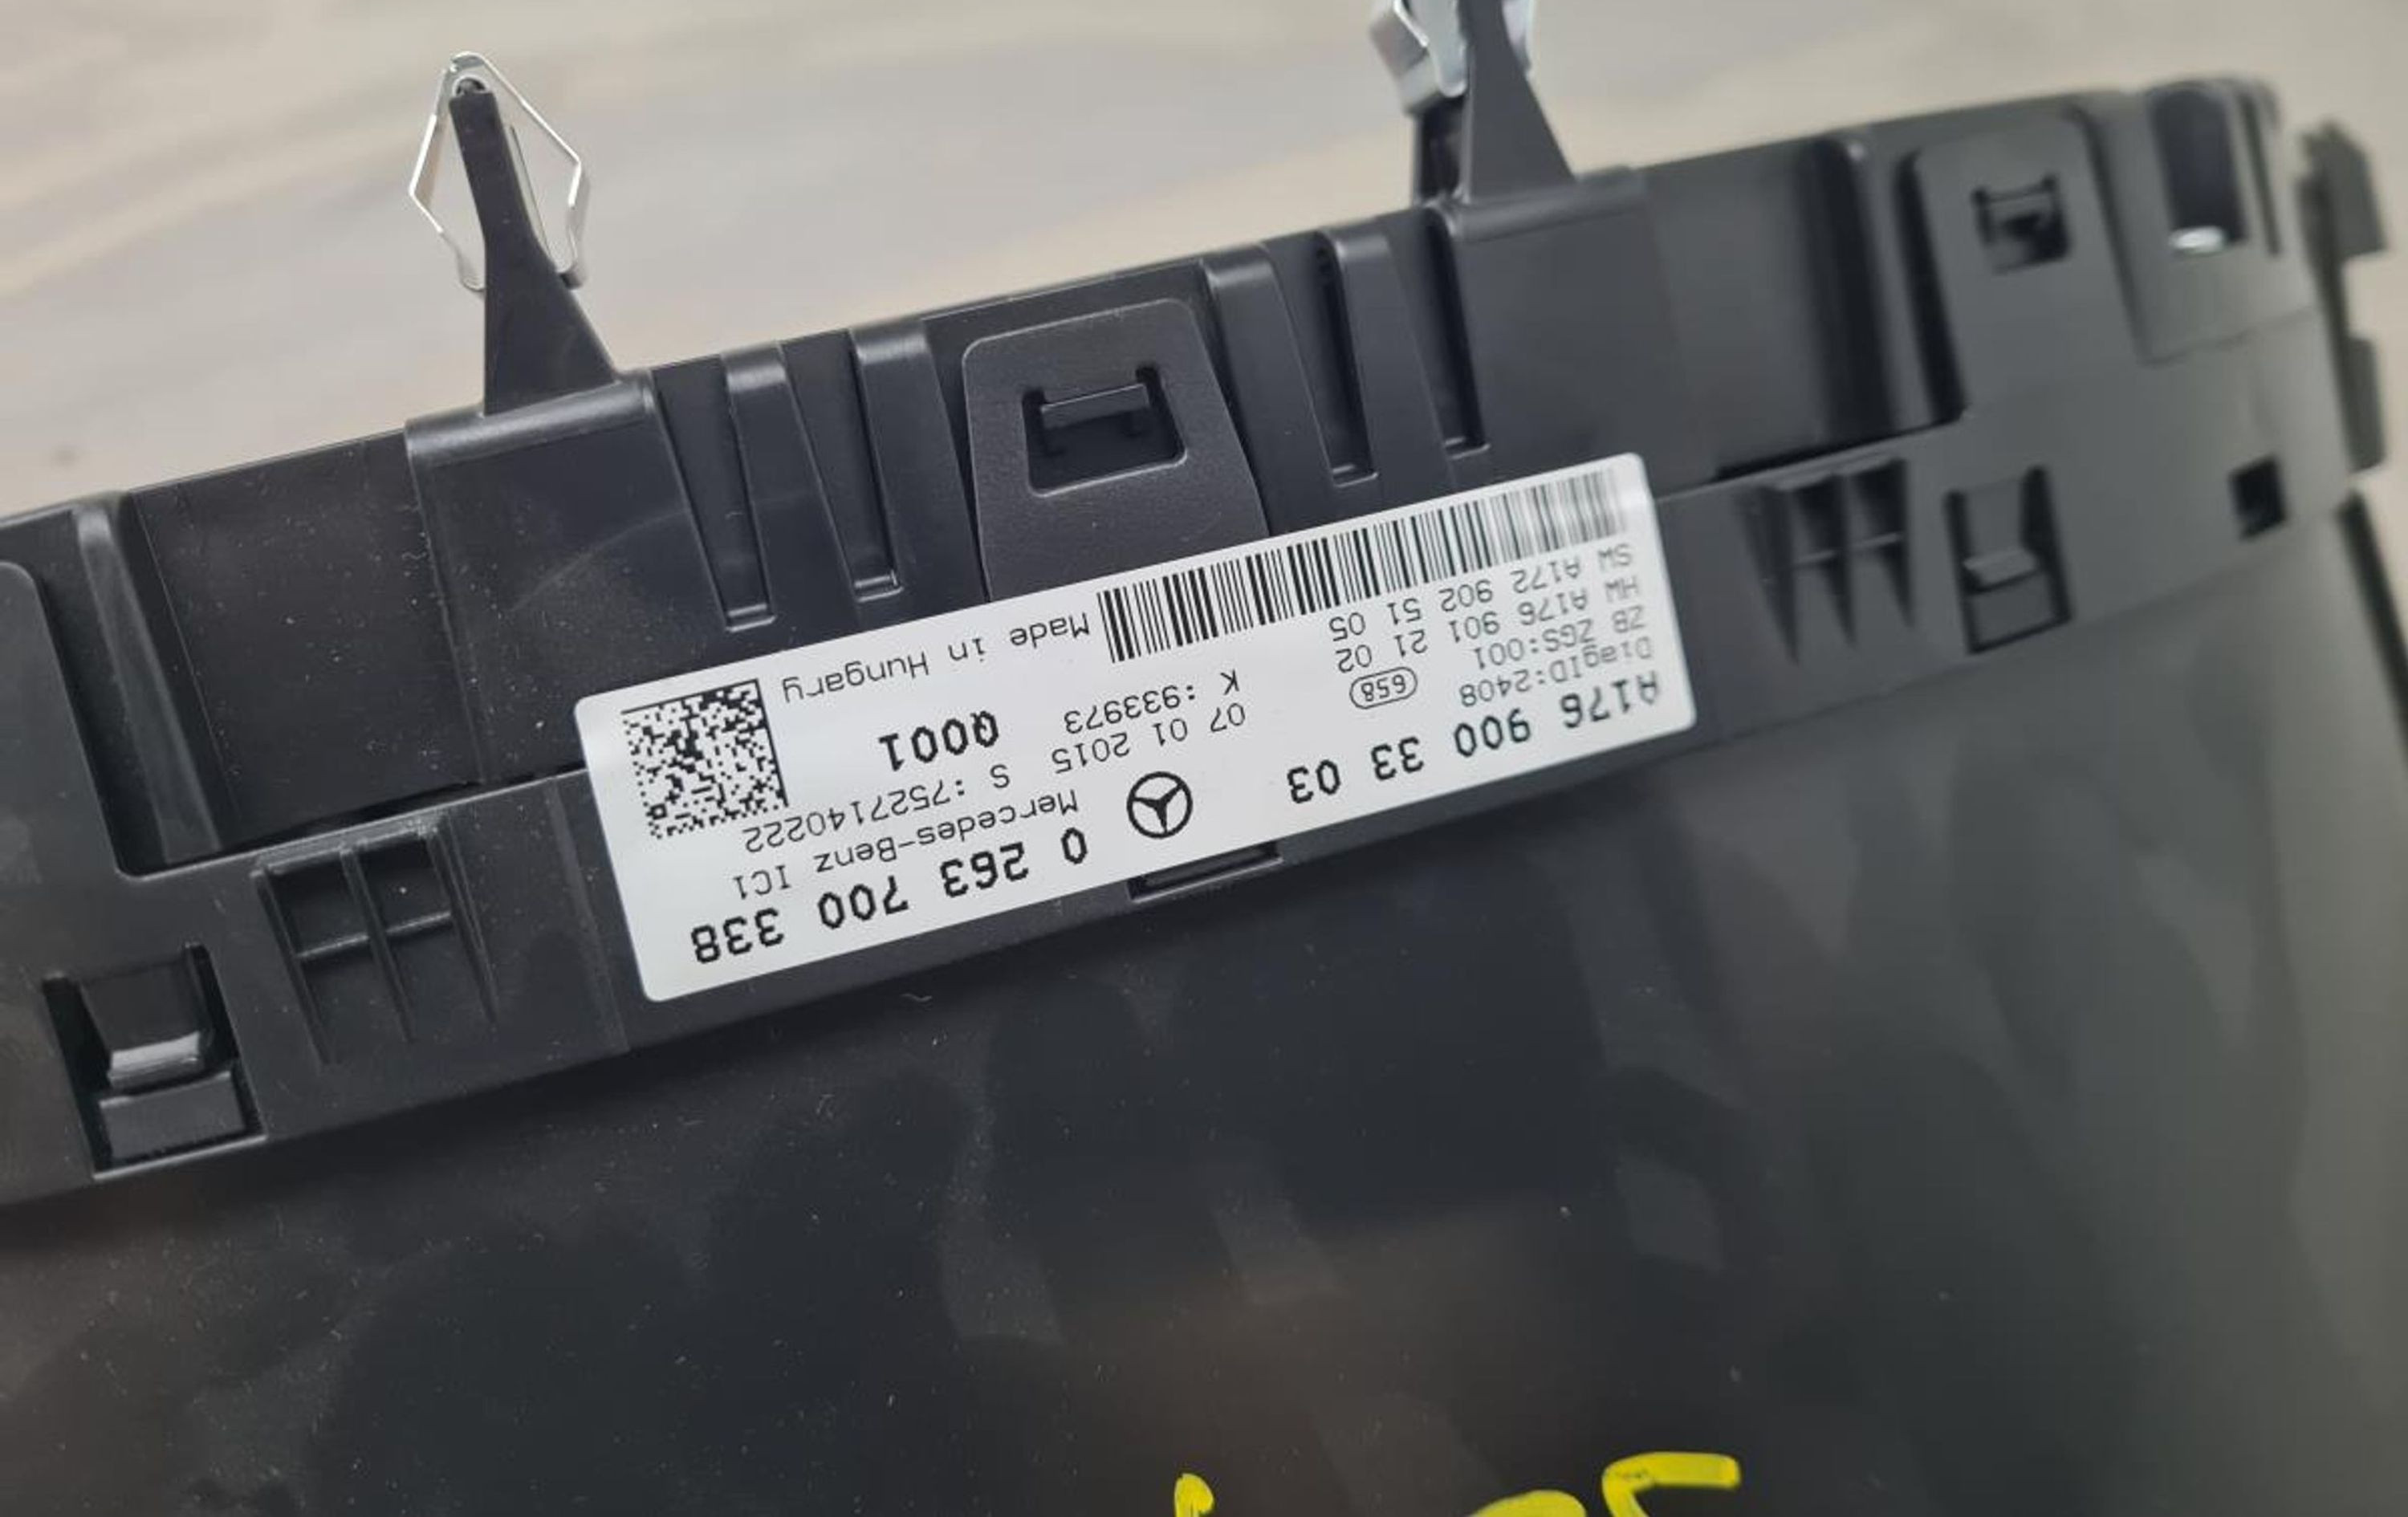 A176 900 33 03
DiagID:2408
ZB ZGS:001
HW A176 901 21 02
SW A172 902 51 05
658
0 263 700 338
Mercedes-Benz IC1
07 01 2015 S :7527140222
K :933973 Q001
Made in Hungary